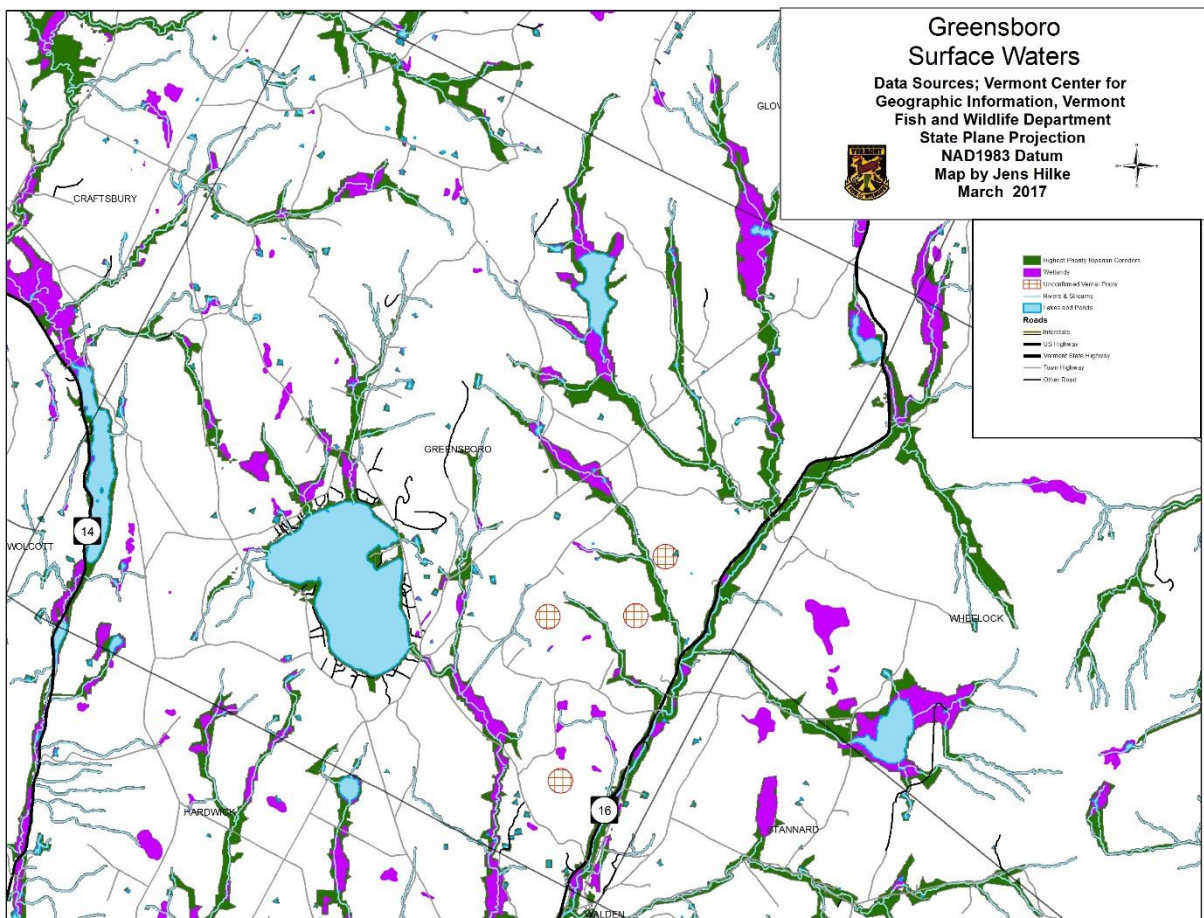 Greensboro
Surface Waters
Data Sources; Vermont Center for
Geographic Information, Vermont
Fish and Wildlife Department
State Plane Projection
NAD1983 Datum
Map by Jens Hilke
March 2017
VERMONT
GLOV
CRAFTSBURY
Highest Priority Riparian Corridors
Wetlands
Unconfirmed Vernal Pools
Rivers & Streams
Lakes and Ponds
Roads
Interstate
US Highway
Vermont State Highway
Town Highway
Other Road
GREENSBORO
14
WOLCOTT
WHEELOCK
16
HARDWICK
STANNARD
WALDEN